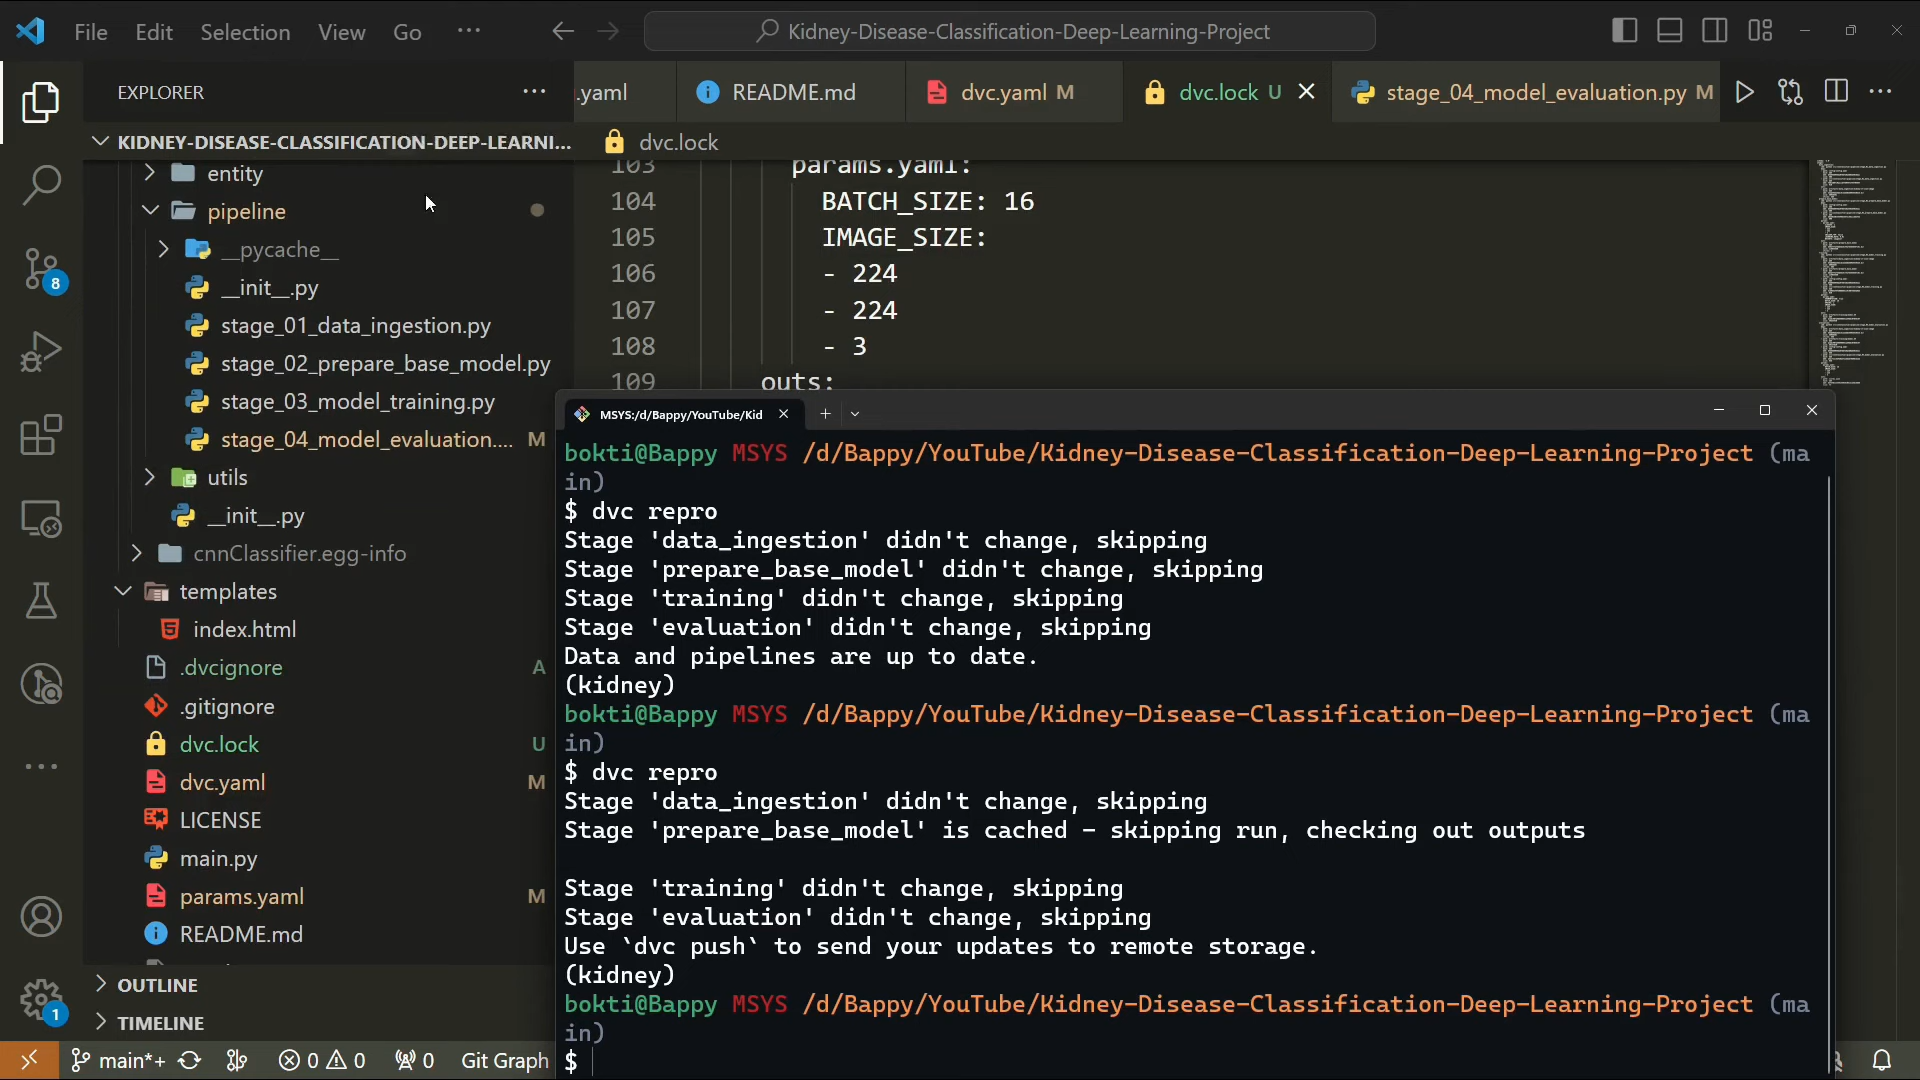 File Edit Selection View Go ···
Kidney-Disease-Classification-Deep-Learning-Project
EXPLORER ···
.yaml
README.md
dvc.yaml M
dvc.lock U
stage_04_model_evaluation.py M
KIDNEY-DISEASE-CLASSIFICATION-DEEP-LEARNI...
dvc.lock
entity
pipeline
__pycache__
__init__.py
stage_01_data_ingestion.py
stage_02_prepare_base_model.py
stage_03_model_training.py
stage_04_model_evaluation.... M
utils
__init__.py
cnnClassifier.egg-info
templates
index.html
.dvcignore A
.gitignore
dvc.lock U
dvc.yaml M
LICENSE
main.py
params.yaml M
README.md
OUTLINE
TIMELINE
8
1
103 params.yaml:
104 BATCH_SIZE: 16
105 IMAGE_SIZE:
106 - 224
107 - 224
108 - 3
109 outs:
MSYS:/d/Bappy/YouTube/Kid
bokti@Bappy MSYS /d/Bappy/YouTube/Kidney-Disease-Classification-Deep-Learning-Project (ma
in)
$ dvc repro
Stage 'data_ingestion' didn't change, skipping
Stage 'prepare_base_model' didn't change, skipping
Stage 'training' didn't change, skipping
Stage 'evaluation' didn't change, skipping
Data and pipelines are up to date.
(kidney)
bokti@Bappy MSYS /d/Bappy/YouTube/Kidney-Disease-Classification-Deep-Learning-Project (ma
in)
$ dvc repro
Stage 'data_ingestion' didn't change, skipping
Stage 'prepare_base_model' is cached - skipping run, checking out outputs
Stage 'training' didn't change, skipping
Stage 'evaluation' didn't change, skipping
Use `dvc push` to send your updates to remote storage.
(kidney)
bokti@Bappy MSYS /d/Bappy/YouTube/Kidney-Disease-Classification-Deep-Learning-Project (ma
in)
$
main*+ 0 0 0 Git Graph